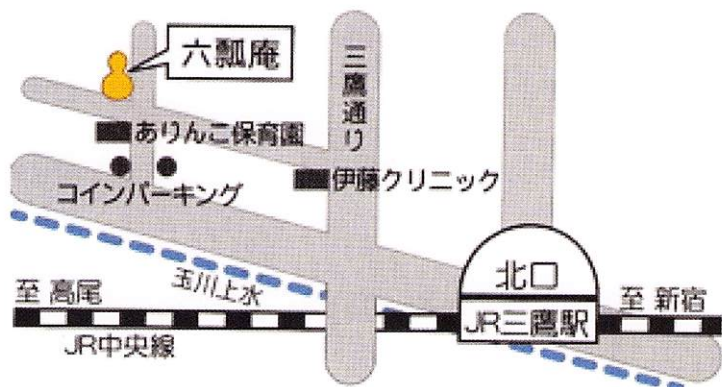 六瓢庵
三鷹通り
ありんこ保育園
伊藤クリニック
コインパーキング
北口
玉川上水
至 高尾
至 新宿
JR三鷹駅
JR中央線